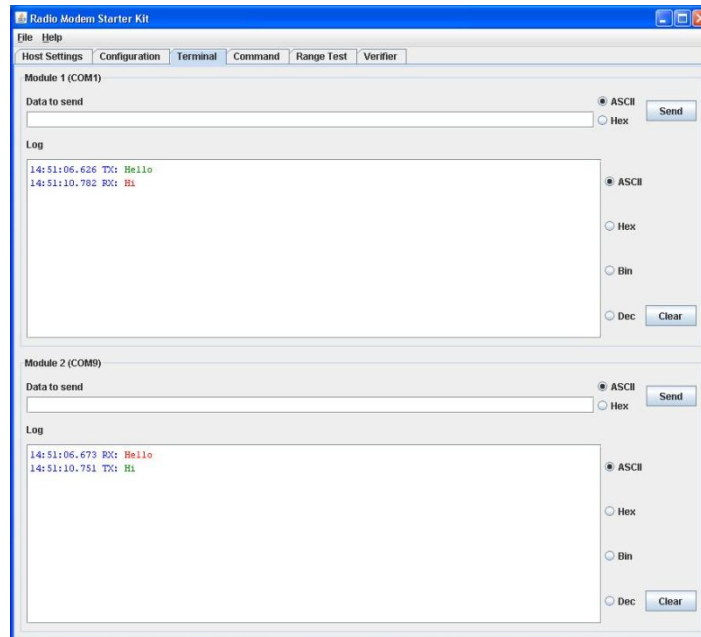 Radio Modem Starter Kit
File Help
Host Settings Configuration Terminal Command Range Test Verifier
Module 1 (COM1)
Data to send
ASCII
Hex
Send
Log
14:51:06.626 TX: Hello
14:51:10.782 RX: Hi
ASCII
Hex
Bin
Dec
Clear
Module 2 (COM9)
Data to send
ASCII
Hex
Send
Log
14:51:06.673 RX: Hello
14:51:10.751 TX: Hi
ASCII
Hex
Bin
Dec
Clear